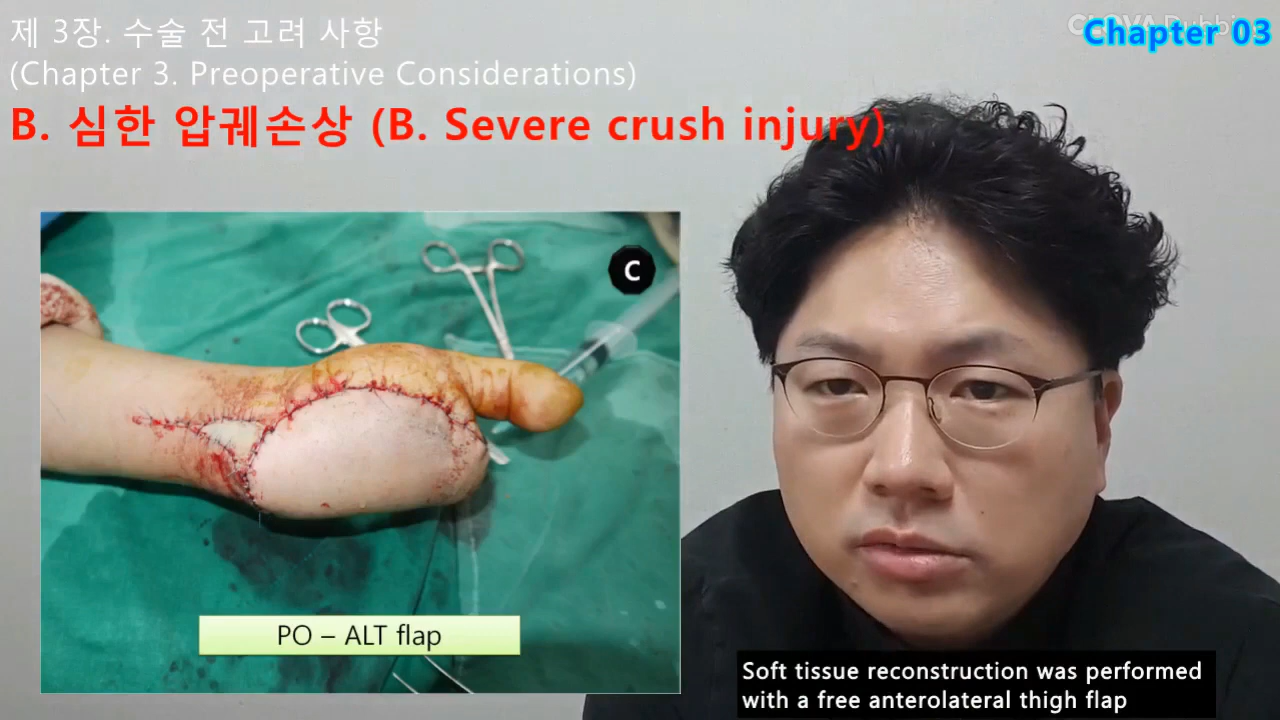 제 3장. 수술 전 고려 사항
(Chapter 3. Preoperative Considerations)
B. 심한 압궤손상 (B. Severe crush injury)
CLOVA Dubbing
Chapter 03
C
PO – ALT flap
Soft tissue reconstruction was performed
with a free anterolateral thigh flap